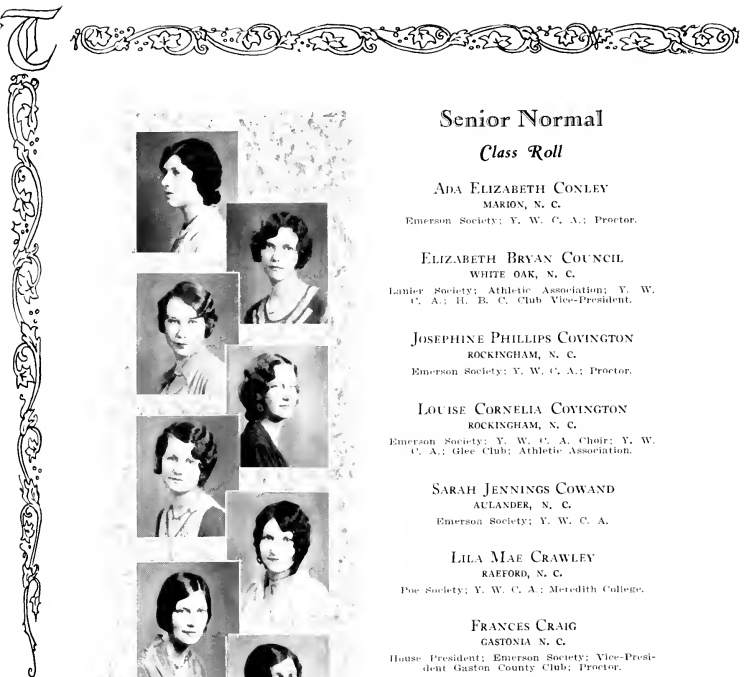 T
Senior Normal
Class Roll
Ada Elizabeth Conley
MARION, N. C.
Emerson Society; Y. W. C. A.; Proctor.
Elizabeth Bryan Council
WHITE OAK, N. C.
Lanier Society; Athletic Association; Y. W.
C. A.; H. B. C. Club Vice-President.
Josephine Phillips Covington
ROCKINGHAM, N. C.
Emerson Society; Y. W. C. A.; Proctor.
Louise Cornelia Covington
ROCKINGHAM, N. C.
Emerson Society; Y. W. C. A. Choir; Y. W.
C. A.; Glee Club; Athletic Association.
Sarah Jennings Cowand
AULANDER, N. C.
Emerson Society; Y. W. C. A.
Lila Mae Crawley
RAEFORD, N. C.
Poe Society; Y. W. C. A.; Meredith College.
Frances Craig
GASTONIA N. C.
House President; Emerson Society; Vice-Presi-
dent Gaston County Club; Proctor.